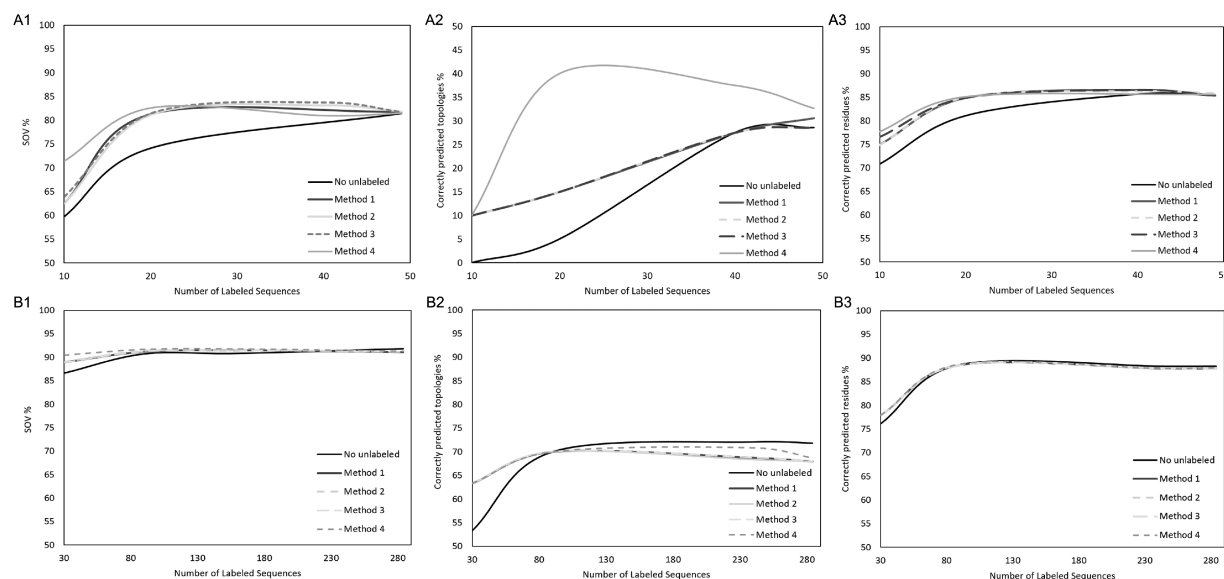 A1
SOV %
100
95
90
85
80
75
70
65
60
55
50
10
20
30
40
50
Number of Labeled Sequences
No unlabeled
Method 1
Method 2
Method 3
Method 4
A2
Correctly predicted topologies %
50
45
40
35
30
25
20
15
10
5
0
10
20
30
40
50
Number of Labeled Sequences
No unlabeled
Method 1
Method 2
Method 3
Method 4
A3
Correctly predicted residues %
100
95
90
85
80
75
70
65
60
55
50
10
20
30
40
50
Number of Labeled Sequences
No unlabeled
Method 1
Method 2
Method 3
Method 4
B1
SOV %
100
95
90
85
80
75
70
65
60
55
50
30
80
130
180
230
280
Number of Labeled Sequences
No unlabeled
Method 1
Method 2
Method 3
Method 4
B2
Correctly predicted topologies %
100
95
90
85
80
75
70
65
60
55
50
30
80
130
180
230
280
Number of Labeled Sequences
No unlabeled
Method 1
Method 2
Method 3
Method 4
B3
Correctly predicted residues %
100
95
90
85
80
75
70
65
60
55
50
30
80
130
180
230
280
Number of Labeled Sequences
No unlabeled
Method 1
Method 2
Method 3
Method 4